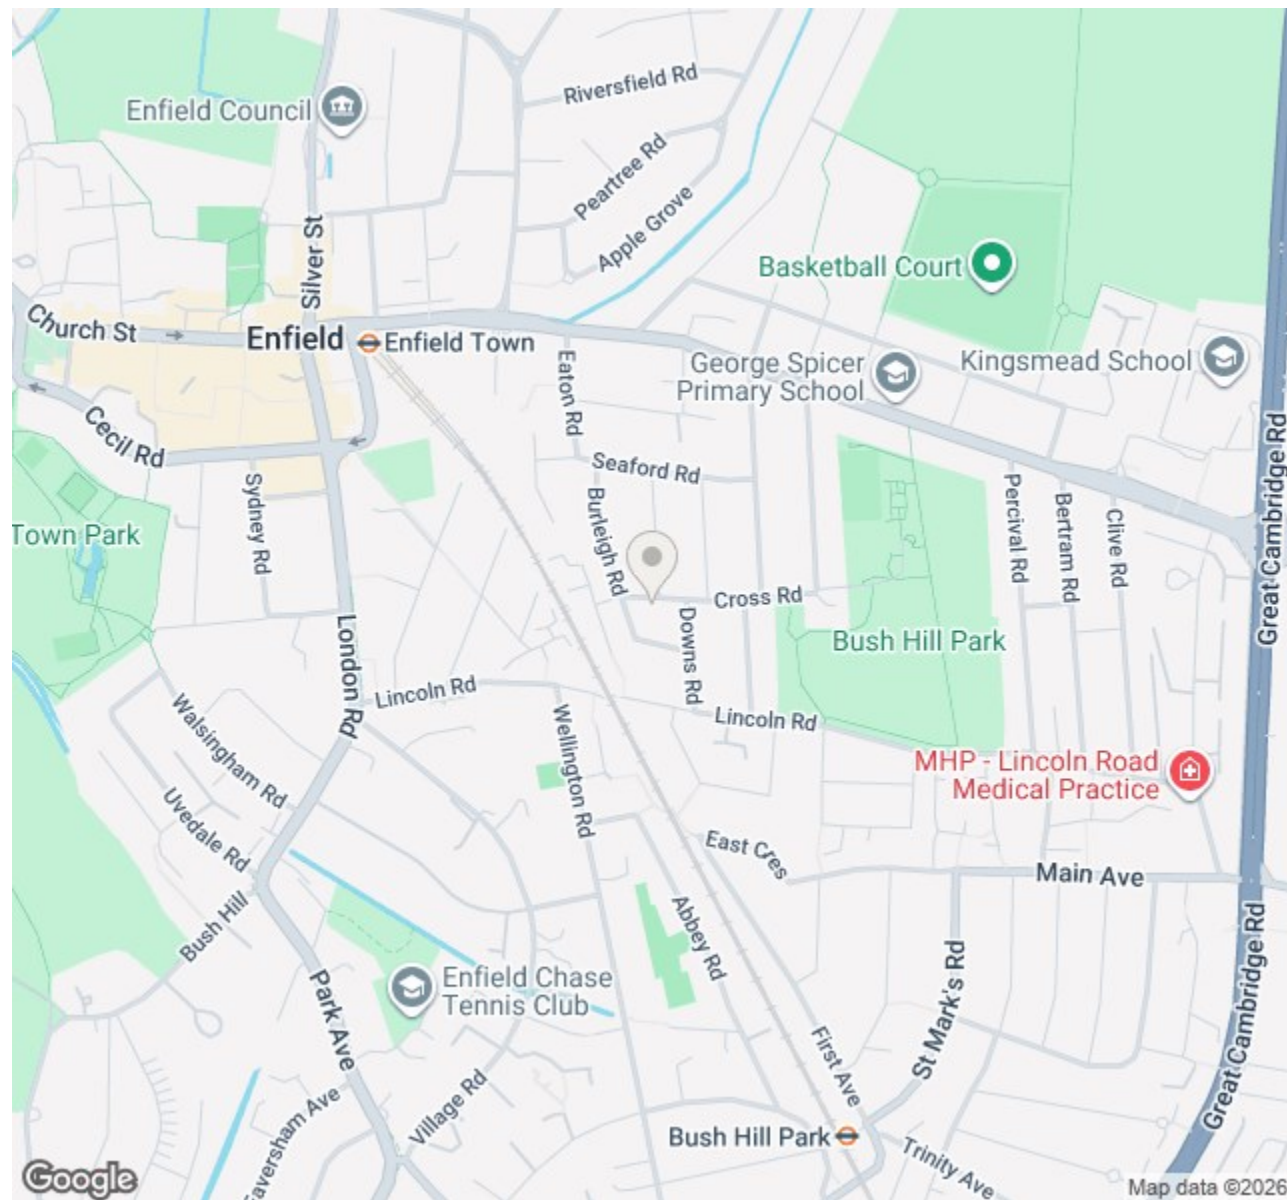 Riversfield Rd
Enfield Council
Peartree Rd
Apple Grove
Silver St
Basketball Court
Church St
Enfield
Enfield Town
George Spicer
Primary School
Kingsmead School
Eaton Rd
Cecil Rd
Seaford Rd
Great Cambridge Rd
Sydney Rd
Burleigh Rd
Percival Rd
Bertram Rd
Clive Rd
Town Park
Cross Rd
Downs Rd
Bush Hill Park
London Rd
Lincoln Rd
Lincoln Rd
Walsingham Rd
Wellington Rd
MHP - Lincoln Road
Medical Practice
Uvedale Rd
East Cres
Main Ave
Bush Hill
Abbey Rd
Great Cambridge Rd
Enfield Chase
Tennis Club
St Mark's Rd
Park Ave
First Ave
Village Rd
Bush Hill Park
Trinity Ave
Google
Map data ©2026